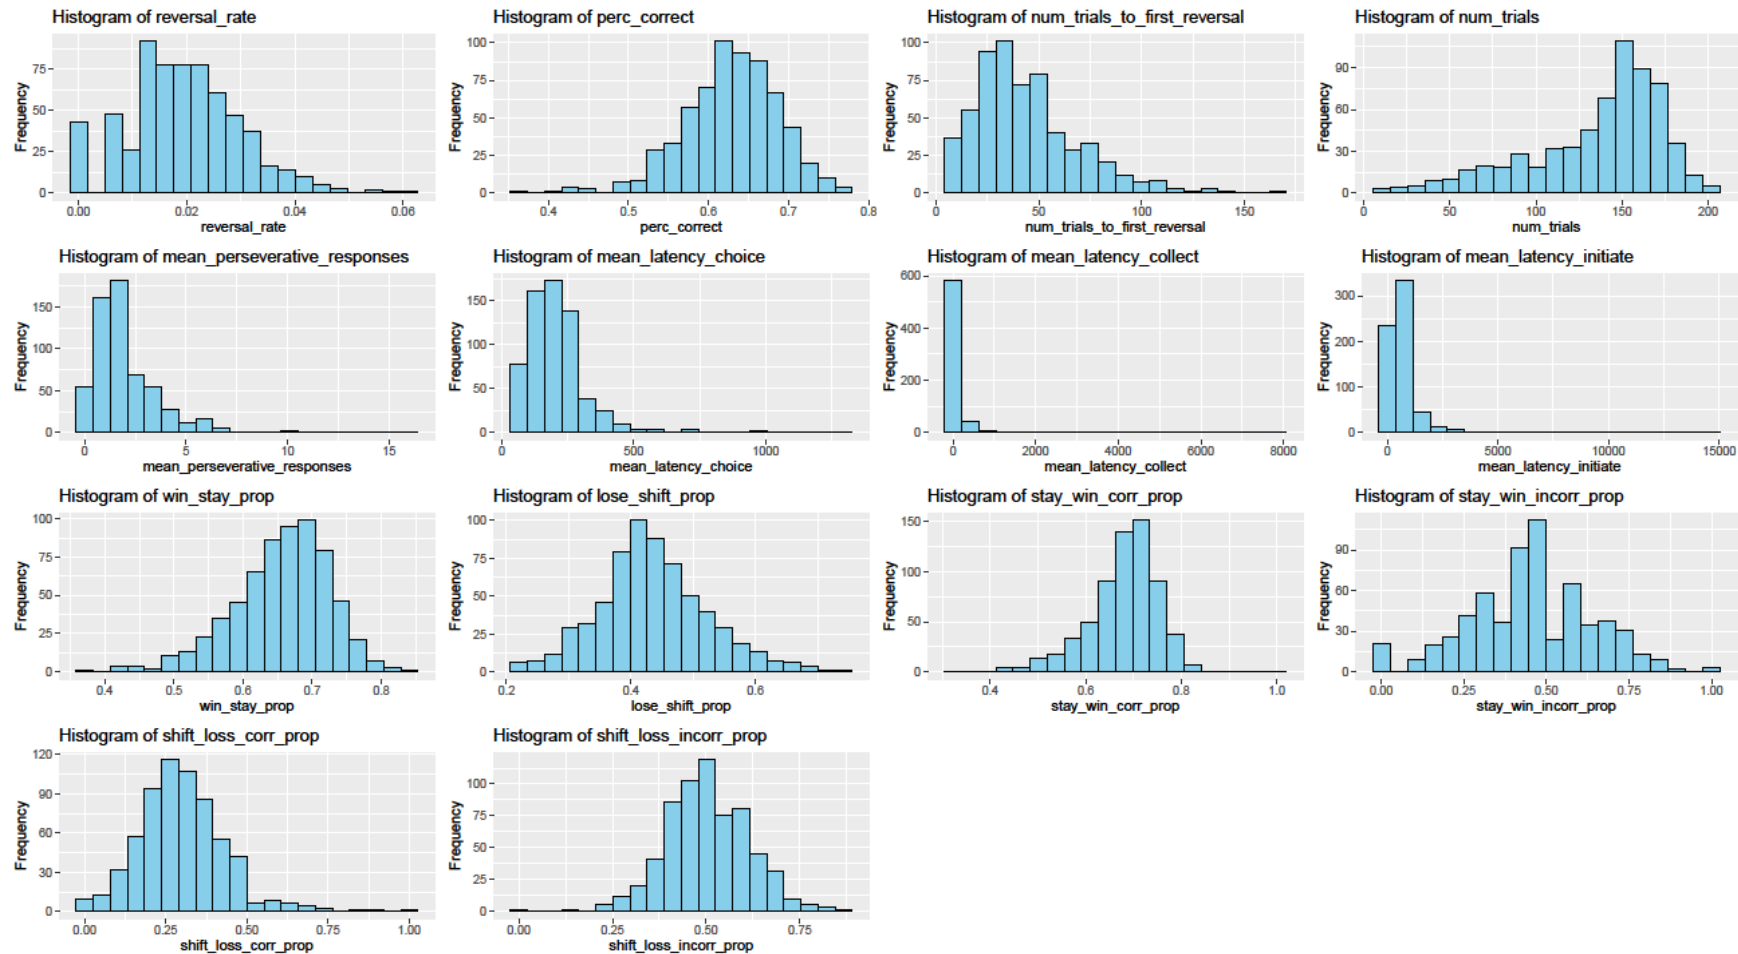 Histogram of reversal_rate
Frequency
75
50
25
0
0.00 0.02 0.04 0.06
reversal_rate
Histogram of perc_correct
Frequency
100
75
50
25
0
0.4 0.5 0.6 0.7 0.8
perc_correct
Histogram of num_trials_to_first_reversal
Frequency
100
75
50
25
0
0 50 100 150
num_trials_to_first_reversal
Histogram of num_trials
Frequency
90
60
30
0
0 50 100 150 200
num_trials
Histogram of mean_perseverative_responses
Frequency
150
100
50
0
0 5 10 15
mean_perseverative_responses
Histogram of mean_latency_choice
Frequency
150
100
50
0
0 500 1000
mean_latency_choice
Histogram of mean_latency_collect
Frequency
600
400
200
0
0 2000 4000 6000 8000
mean_latency_collect
Histogram of mean_latency_initiate
Frequency
300
200
100
0
0 5000 10000 15000
mean_latency_initiate
Histogram of win_stay_prop
Frequency
100
75
50
25
0
0.4 0.5 0.6 0.7 0.8
win_stay_prop
Histogram of lose_shift_prop
Frequency
100
75
50
25
0
0.2 0.4 0.6
lose_shift_prop
Histogram of stay_win_corr_prop
Frequency
150
100
50
0
0.4 0.6 0.8 1.0
stay_win_corr_prop
Histogram of stay_win_incorr_prop
Frequency
90
60
30
0
0.00 0.25 0.50 0.75 1.00
stay_win_incorr_prop
Histogram of shift_loss_corr_prop
Frequency
120
90
60
30
0
0.00 0.25 0.50 0.75 1.00
shift_loss_corr_prop
Histogram of shift_loss_incorr_prop
Frequency
100
75
50
25
0
0.00 0.25 0.50 0.75
shift_loss_incorr_prop